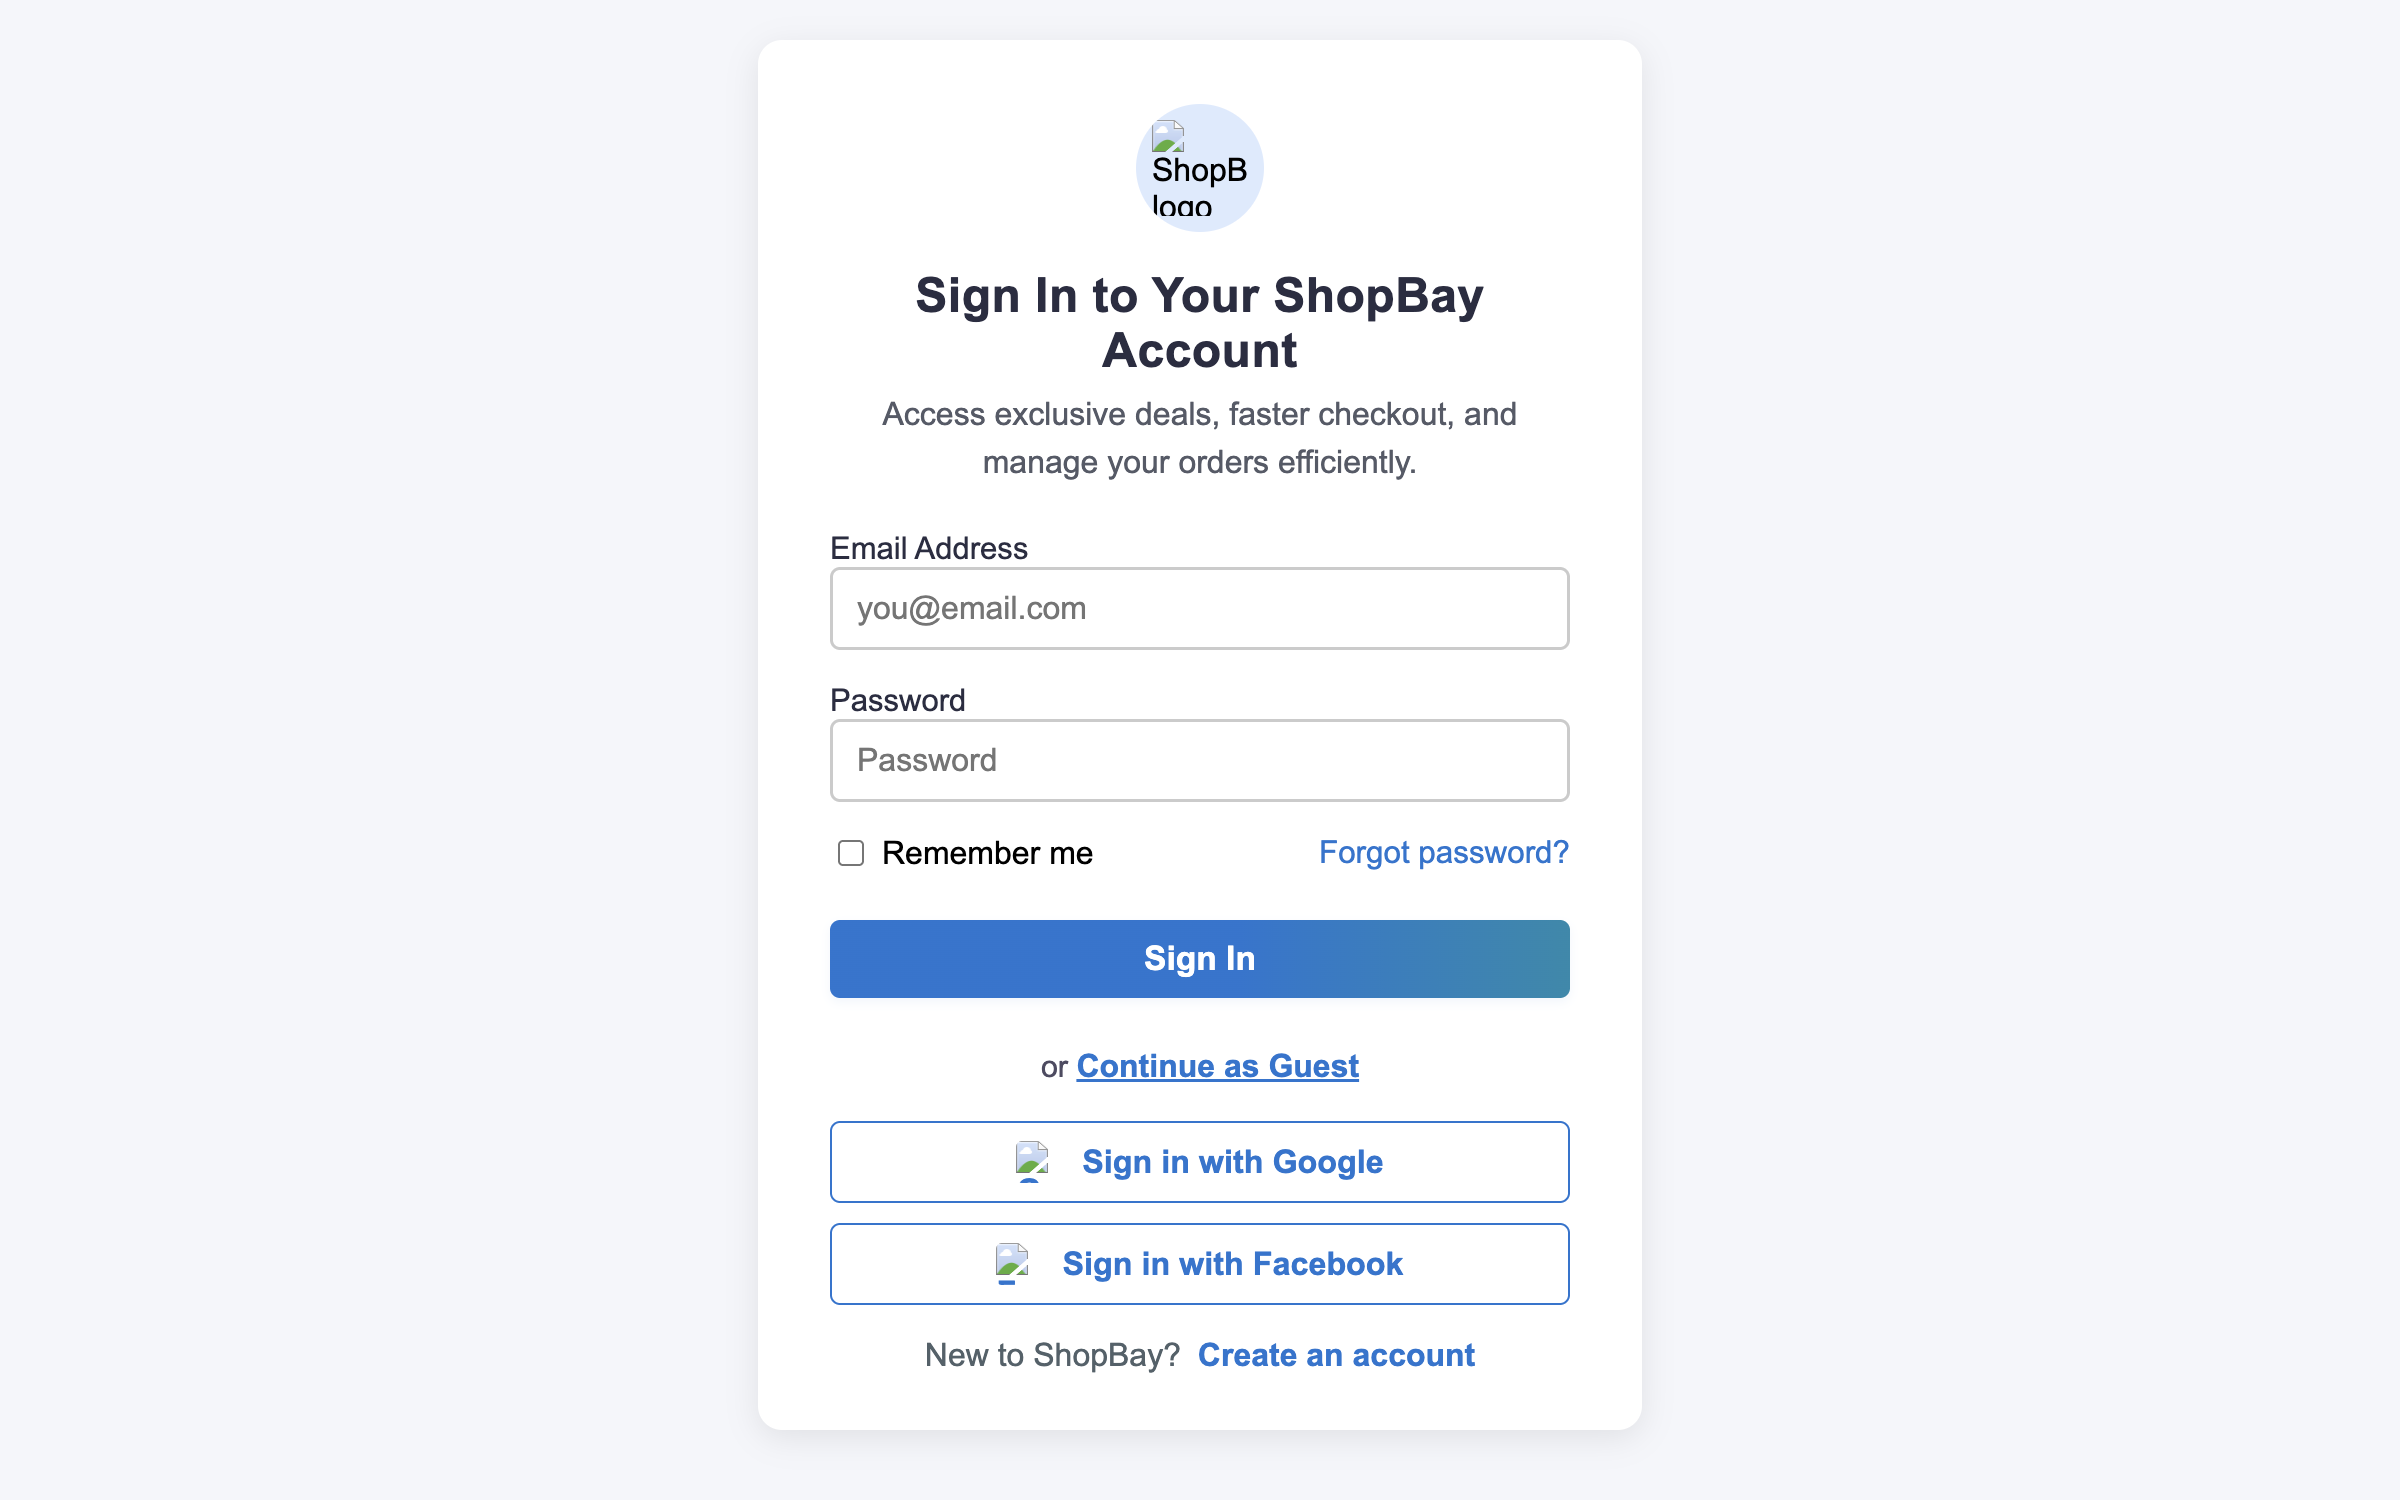 ShopB
logo
Sign In to Your ShopBay
Account
Access exclusive deals, faster checkout, and
manage your orders efficiently.
Email Address
you@email.com
Password
Password
Remember me
Forgot password?
Sign In
or Continue as Guest
Sign in with Google
Sign in with Facebook
New to ShopBay? Create an account